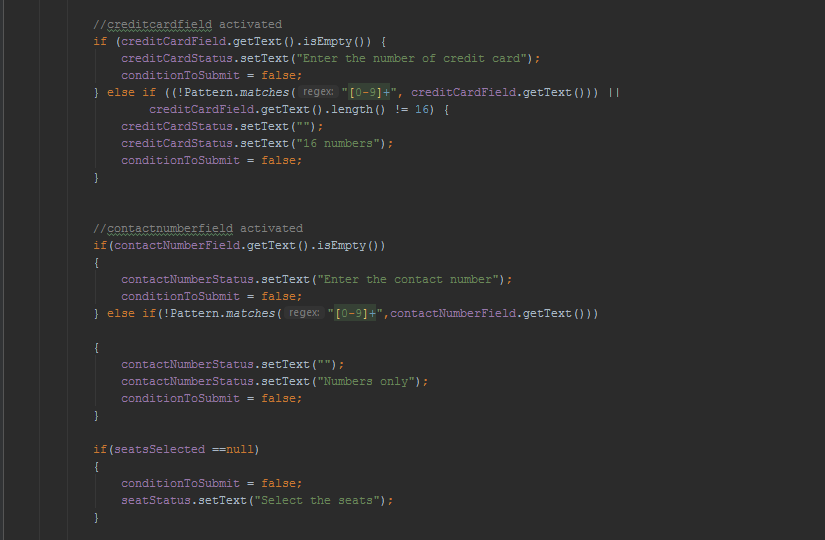 //creditcardfield activated
if (creditCardField.getText().isEmpty()) {
creditCardStatus.setText("Enter the number of credit card");
conditionToSubmit = false;
} else if ((!Pattern.matches( regex: "[0-9]+", creditCardField.getText())) ||
creditCardField.getText().length() != 16) {
creditCardStatus.setText("");
creditCardStatus.setText("16 numbers");
conditionToSubmit = false;
}
//contactnumberfield activated
if(contactNumberField.getText().isEmpty())
{
contactNumberStatus.setText("Enter the contact number");
conditionToSubmit = false;
} else if(!Pattern.matches( regex: "[0-9]+",contactNumberField.getText()))
{
contactNumberStatus.setText("");
contactNumberStatus.setText("Numbers only");
conditionToSubmit = false;
}
if(seatsSelected ==null)
{
conditionToSubmit = false;
seatStatus.setText("Select the seats");
}